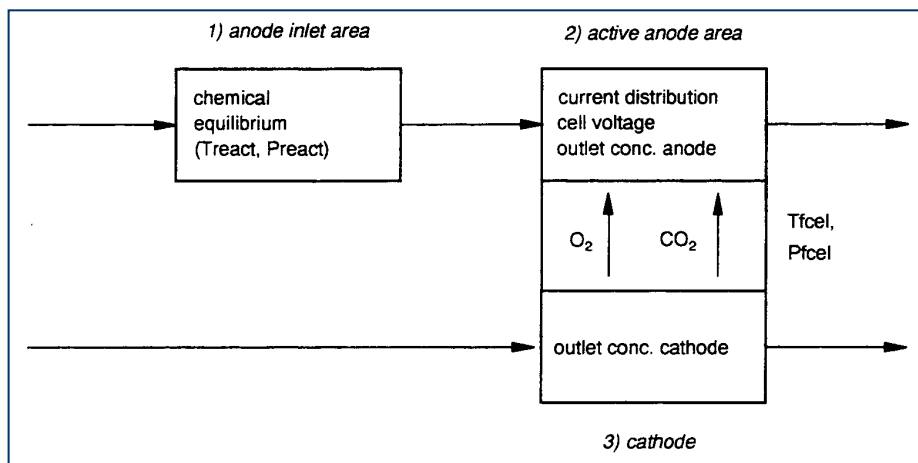 1) anode inlet area
2) active anode area
chemical
equilibrium
(Treact, Preact)
current distribution
cell voltage
outlet conc. anode
O₂
CO₂
Tfcel,
Pfcel
outlet conc. cathode
3) cathode